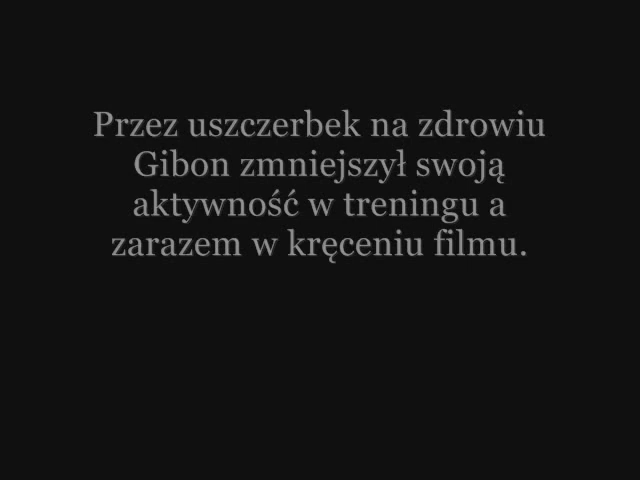 Przez uszczerbek na zdrowiu
Gibon zmniejszył swoją
aktywność w treningu a
zarazem w kręceniu filmu.